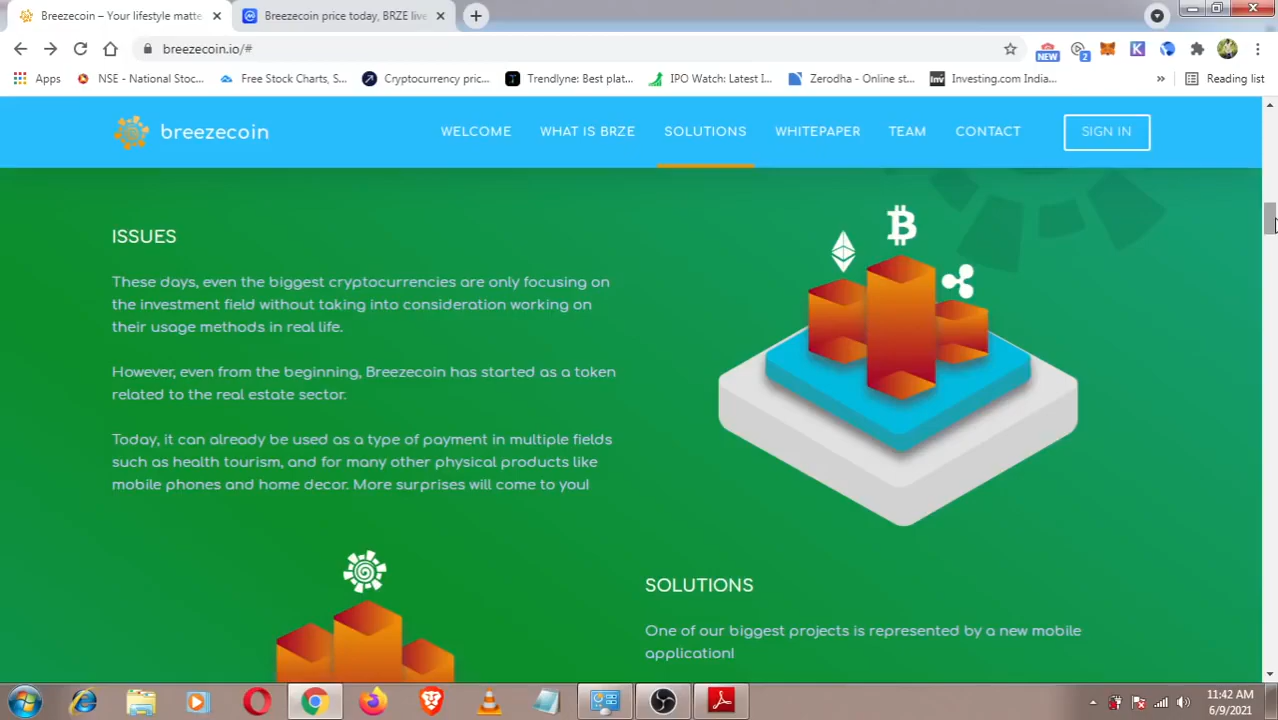 Breezecoin – Your lifestyle matte
Breezecoin price today, BRZE live
breezecoin.io/#
NEW
2
Apps
NSE - National Stoc...
Free Stock Charts, S...
Cryptocurrency pric...
Trendlyne: Best plat...
IPO Watch: Latest I...
Zerodha - Online st...
Inv
Investing.com India...
»
Reading list
breezecoin
WELCOME
WHAT IS BRZE
SOLUTIONS
WHITEPAPER
TEAM
CONTACT
SIGN IN
ISSUES
These days, even the biggest cryptocurrencies are only focusing on
the investment field without taking into consideration working on
their usage methods in real life.
However, even from the beginning, Breezecoin has started as a token
related to the real estate sector.
Today, it can already be used as a type of payment in multiple fields
such as health tourism, and for many other physical products like
mobile phones and home decor. More surprises will come to you!
SOLUTIONS
One of our biggest projects is represented by a new mobile
application!
11:42 AM
6/9/2021